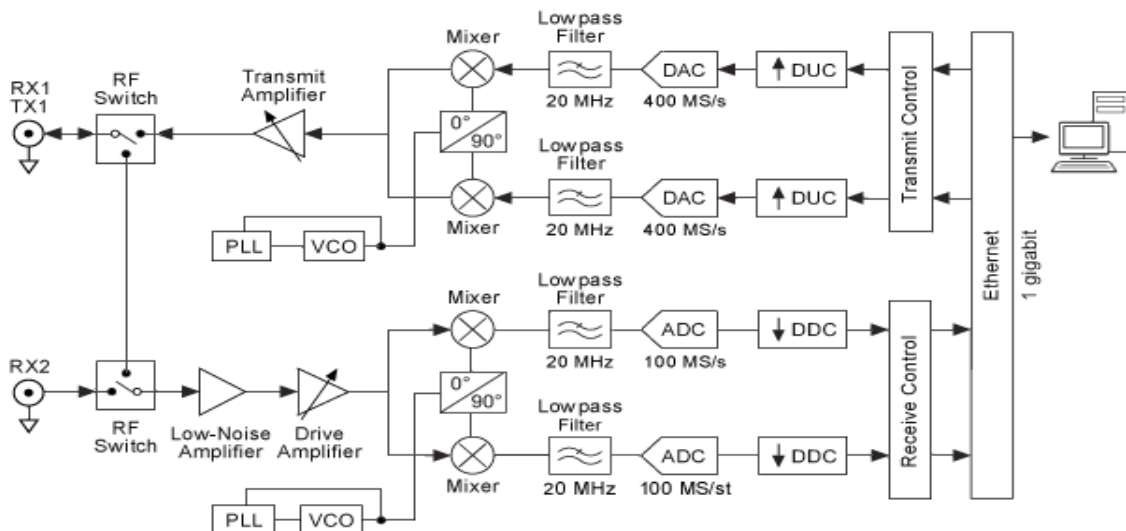 Lowpass
Filter
Mixer
20 MHz
DAC
400 MS/s
DUC
Transmit Control
RX1
TX1
RF
Switch
Transmit
Amplifier
0°
90°
Lowpass
Filter
Mixer
20 MHz
DAC
400 MS/s
DUC
PLL
VCO
Ethernet
1 gigabit
Lowpass
Filter
Mixer
20 MHz
ADC
100 MS/s
DDC
Receive Control
RX2
RF
Switch
Low-Noise
Amplifier
Drive
Amplifier
0°
90°
Lowpass
Filter
Mixer
20 MHz
ADC
100 MS/st
DDC
PLL
VCO